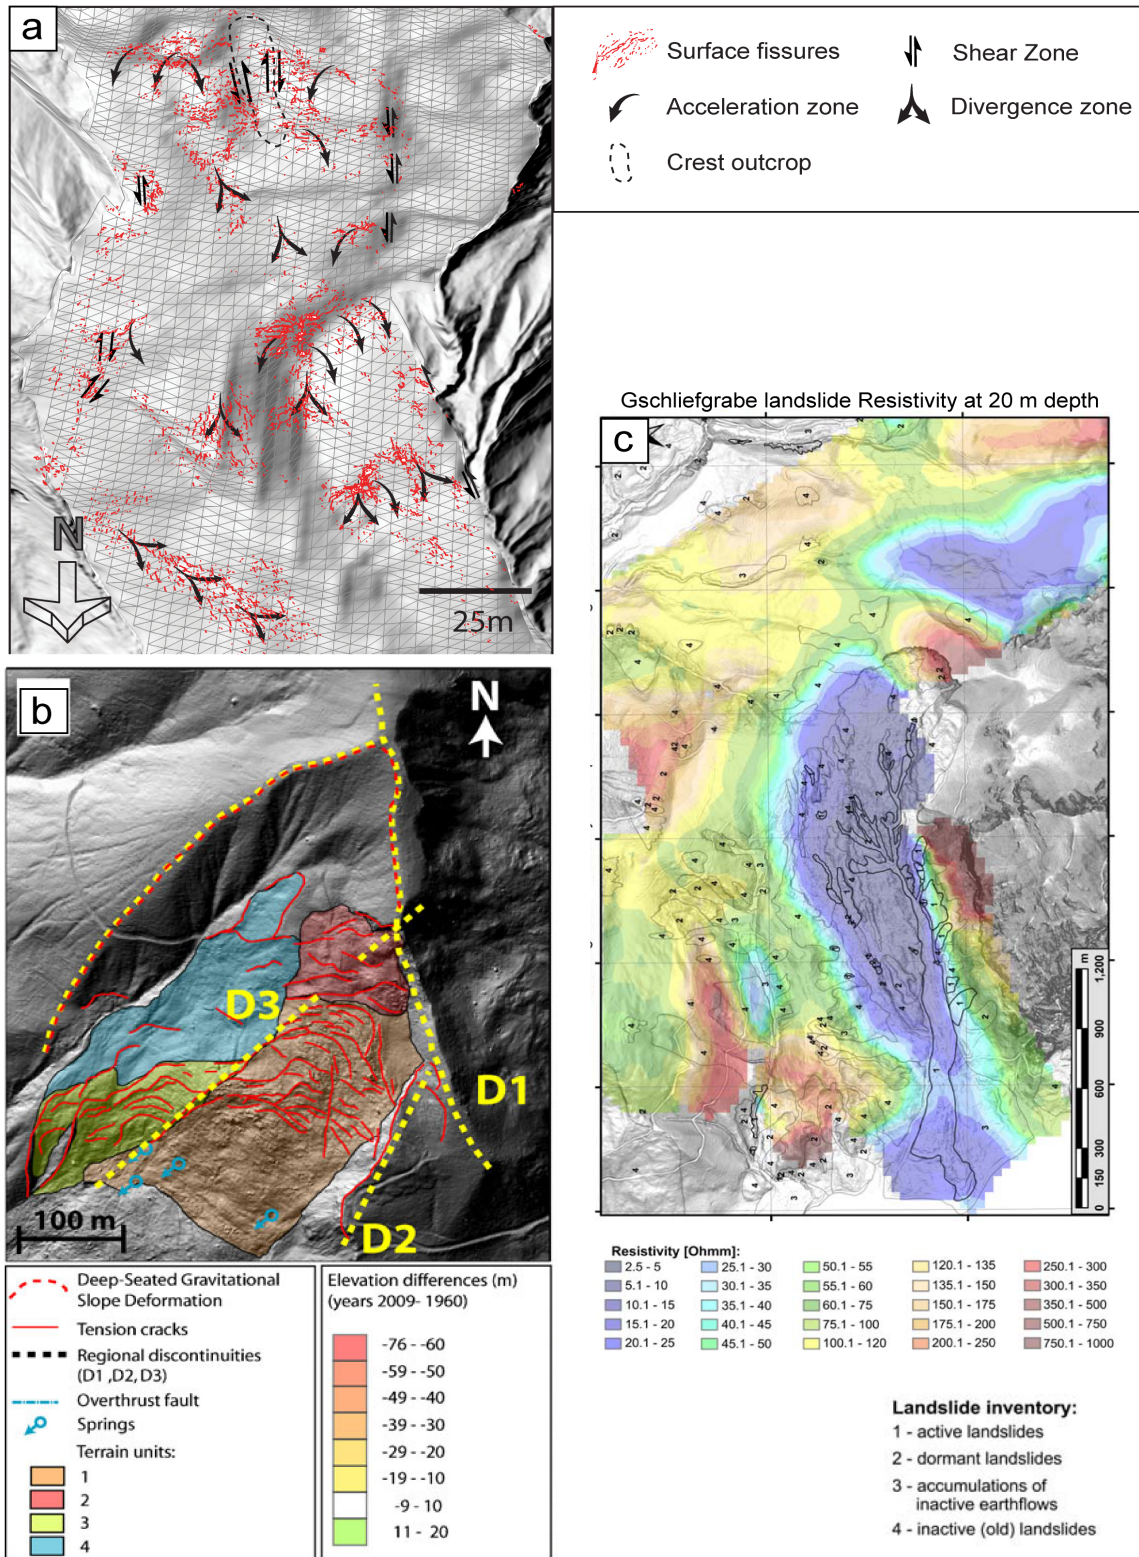 a
Surface fissures
Shear Zone
Acceleration zone
Divergence zone
Crest outcrop
N
25m
Gschliefgrabe landslide Resistivity at 20 m depth
c
b
N
D3
D1
D2
100 m
m
1,200
900
600
300
150
0
Deep-Seated Gravitational
Slope Deformation
Tension cracks
Regional discontinuities
(D1 ,D2, D3)
Overthrust fault
Springs
Terrain units:
1
2
3
4
Elevation differences (m)
(years 2009- 1960)
-76 - -60
-59 - -50
-49 - -40
-39 - -30
-29 - -20
-19 - -10
-9 - 10
11 - 20
Resistivity [Ohmm]:
2.5 - 5
5.1 - 10
10.1 - 15
15.1 - 20
20.1 - 25
25.1 - 30
30.1 - 35
35.1 - 40
40.1 - 45
45.1 - 50
50.1 - 55
55.1 - 60
60.1 - 75
75.1 - 100
100.1 - 120
120.1 - 135
135.1 - 150
150.1 - 175
175.1 - 200
200.1 - 250
250.1 - 300
300.1 - 350
350.1 - 500
500.1 - 750
750.1 - 1000
Landslide inventory:
1 - active landslides
2 - dormant landslides
3 - accumulations of
inactive earthflows
4 - inactive (old) landslides